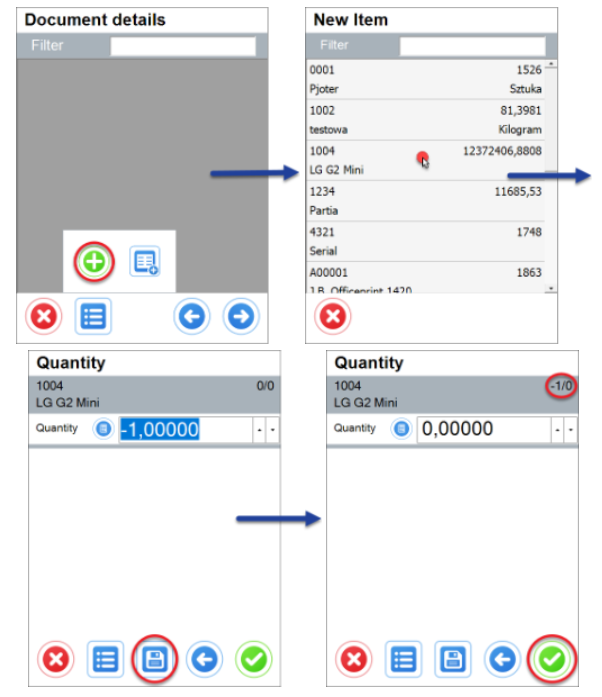 Document details
Filter
New Item
Filter
0001 1526
Pjoter Sztuka
1002 81,3981
testowa Kilogram
1004 12372406,8808
LG G2 Mini
1234 11685,53
Partia
4321 1748
Serial
A00001 1863
J.B. Officeprint 1420
Quantity
1004 0/0
LG G2 Mini
Quantity -1,00000
Quantity
1004 -1/0
LG G2 Mini
Quantity 0,00000